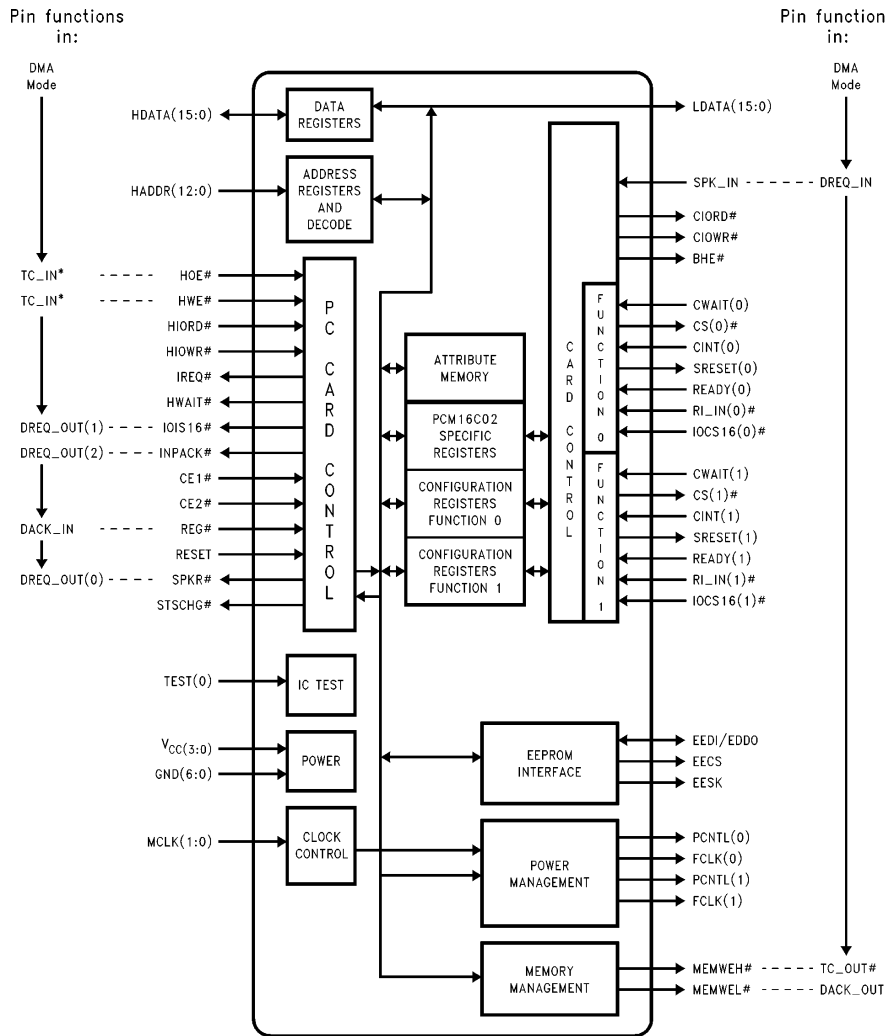 Pin functions
in:
DMA
Mode
TC_IN*
TC_IN*
DREQ_OUT(1)
DREQ_OUT(2)
DACK_IN
DREQ_OUT(0)
HDATA(15:0)
HADDR(12:0)
HOE#
HWE#
HIORD#
HIOWR#
IREQ#
HWAIT#
IOIS16#
INPACK#
CE1#
CE2#
REG#
RESET
SPKR#
STSCHG#
TEST(0)
VCC(3:0)
GND(6:0)
MCLK(1:0)
DATA
REGISTERS
ADDRESS
REGISTERS
AND
DECODE
PC CARD CONTROL
IC TEST
POWER
CLOCK
CONTROL
ATTRIBUTE
MEMORY
PCM16C02
SPECIFIC
REGISTERS
CONFIGURATION
REGISTERS
FUNCTION 0
CONFIGURATION
REGISTERS
FUNCTION 1
CARD CONTROL
FUNCTION 0
FUNCTION 1
EEPROM
INTERFACE
POWER
MANAGEMENT
MEMORY
MANAGEMENT
LDATA(15:0)
SPK_IN
CIORD#
CIOWR#
BHE#
CWAIT(0)
CS(0)#
CINT(0)
SRESET(0)
READY(0)
RI_IN(0)#
IOCS16(0)#
CWAIT(1)
CS(1)#
CINT(1)
SRESET(1)
READY(1)
RI_IN(1)#
IOCS16(1)#
EEDI/EDDO
EECS
EESK
PCNTL(0)
FCLK(0)
PCNTL(1)
FCLK(1)
MEMWEH#
MEMWEL#
Pin function
in:
DMA
Mode
DREQ_IN
TC_OUT#
DACK_OUT